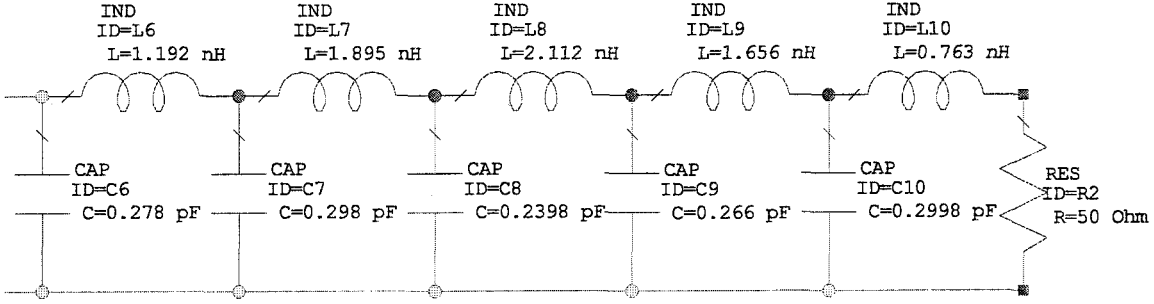 IND
ID=L6
L=1.192 nH
IND
ID=L7
L=1.895 nH
IND
ID=L8
L=2.112 nH
IND
ID=L9
L=1.656 nH
IND
ID=L10
L=0.763 nH
CAP
ID=C6
C=0.278 pF
CAP
ID=C7
C=0.298 pF
CAP
ID=C8
C=0.2398 pF
CAP
ID=C9
C=0.266 pF
CAP
ID=C10
C=0.2998 pF
RES
ID=R2
R=50 Ohm